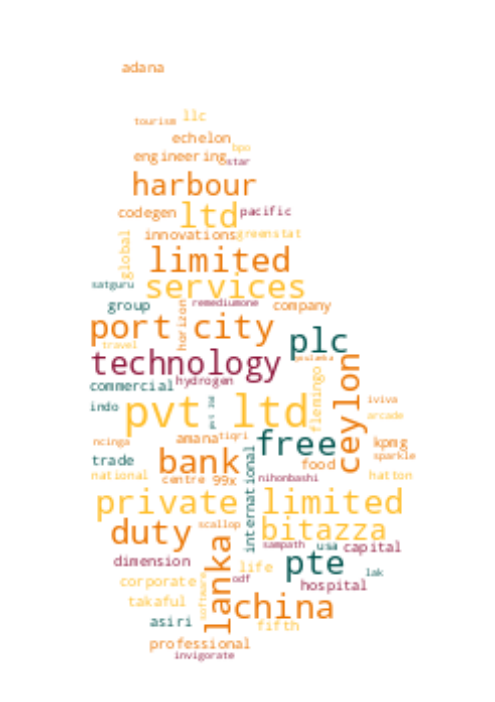 adana
tourism llc
echelon
bpo
engineering
star
harbour
codegen ltd pacific
innovations greenstat
global
limited
satguru services
group remediumone company
horizon
port city plc
travel
technology
ceylon
hydrogen
commercial
flemingo iviva
indo pvt ltd
arcade
amana tiqri free kpmg
ncinga
trade bank food sparkle
national centre 99x nihonbashi hatton
international
private limited
duty scallop bitazza
lanka
sampath usa capital
dimension pte
life lak
corporate odf hospital
software
takaful china
asiri fifth
professional
invigorate